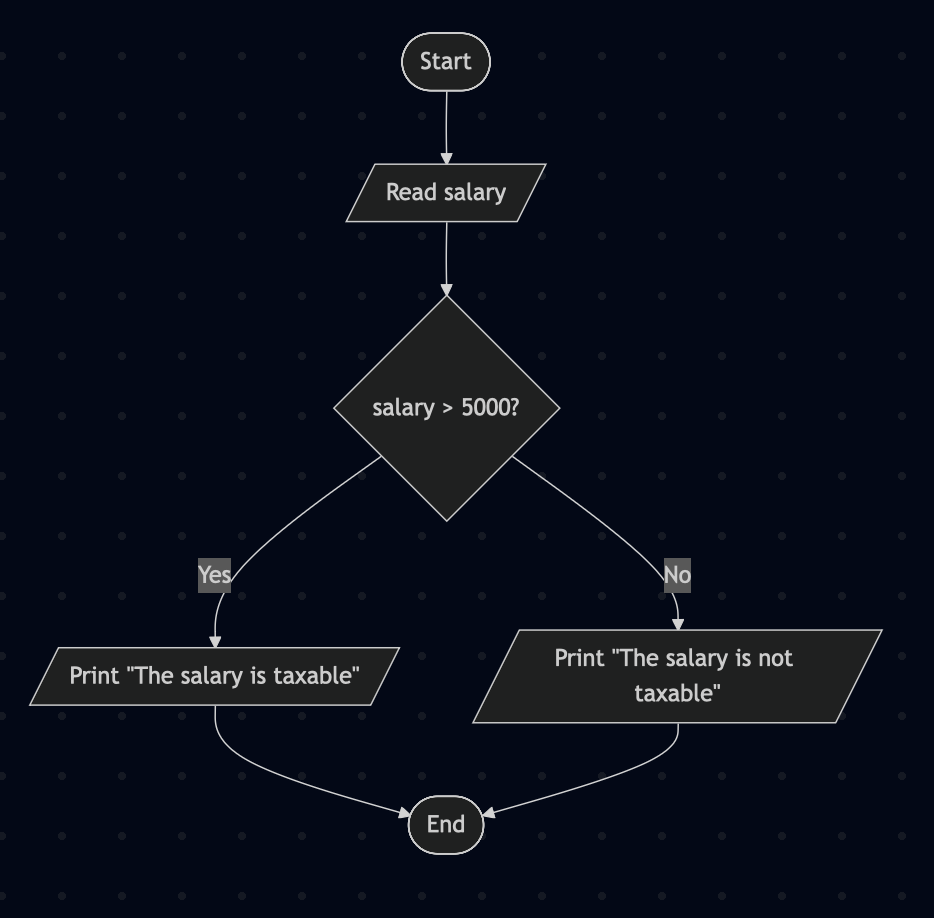 Start
Read salary
salary > 5000?
Yes
No
Print "The salary is taxable"
Print "The salary is not
taxable"
End